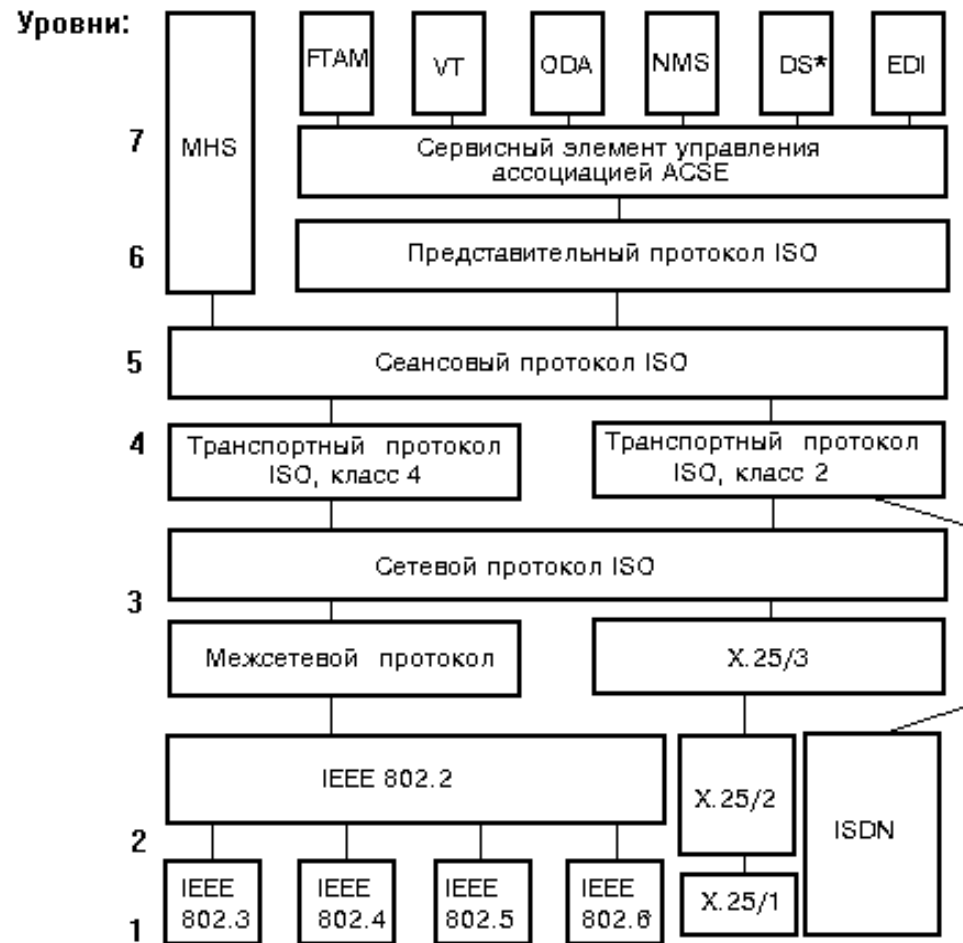 Уровни:
FTAM
VT
ODA
NMS
DS*
EDI
7
MHS
Сервисный элемент управления
ассоциацией ACSE
6
Представительный протокол ISO
5
Сеансовый протокол ISO
4
Транспортный протокол
ISO, класс 4
Транспортный протокол
ISO, класс 2
Сетевой протокол ISO
3
Межсетевой протокол
X.25/3
IEEE 802.2
X.25/2
ISDN
2
IEEE
802.3
IEEE
802.4
IEEE
802.5
IEEE
802.6
X.25/1
1